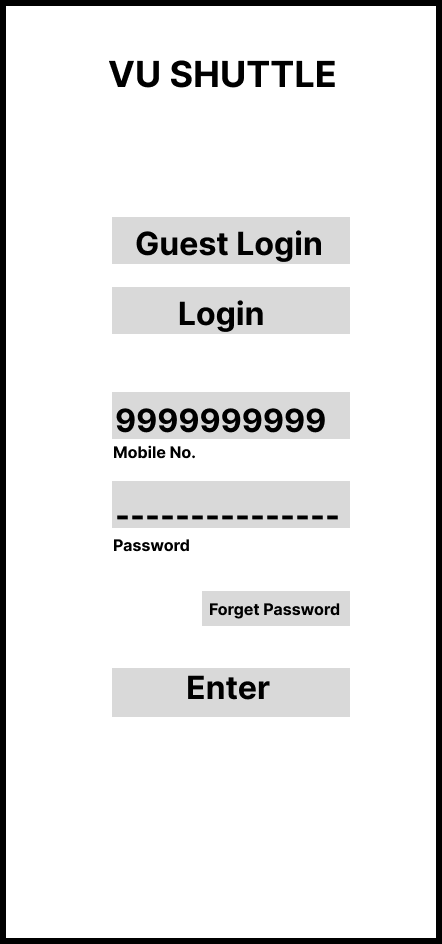 VU SHUTTLE
Guest Login
Login
9999999999
Mobile No.
---------------
Password
Forget Password
Enter